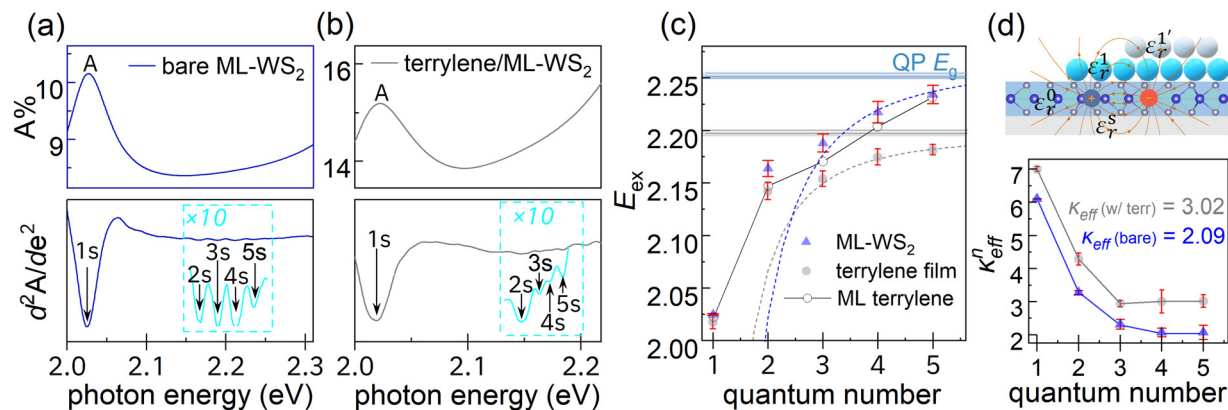 (a)
A
bare ML-WS₂
A%
10
8
d²A/de²
×10
1s
2s
3s
4s
5s
2.0
2.1
2.2
2.3
photon energy (eV)
(b)
A
terrylene/ML-WS₂
16
14
×10
1s
2s
3s
4s
5s
2.0
2.1
2.2
photon energy (eV)
(c)
QP E_g
E_ex
2.25
2.20
2.15
2.10
2.05
2.00
ML-WS₂
terrylene film
ML terrylene
1
2
3
4
5
quantum number
(d)
ε_r^1'
ε_r^1
ε_r^0
ε_r^s
κ_eff^n
7
6
5
4
3
2
κ_eff (w/ terr) = 3.02
κ_eff (bare) = 2.09
1
2
3
4
5
quantum number